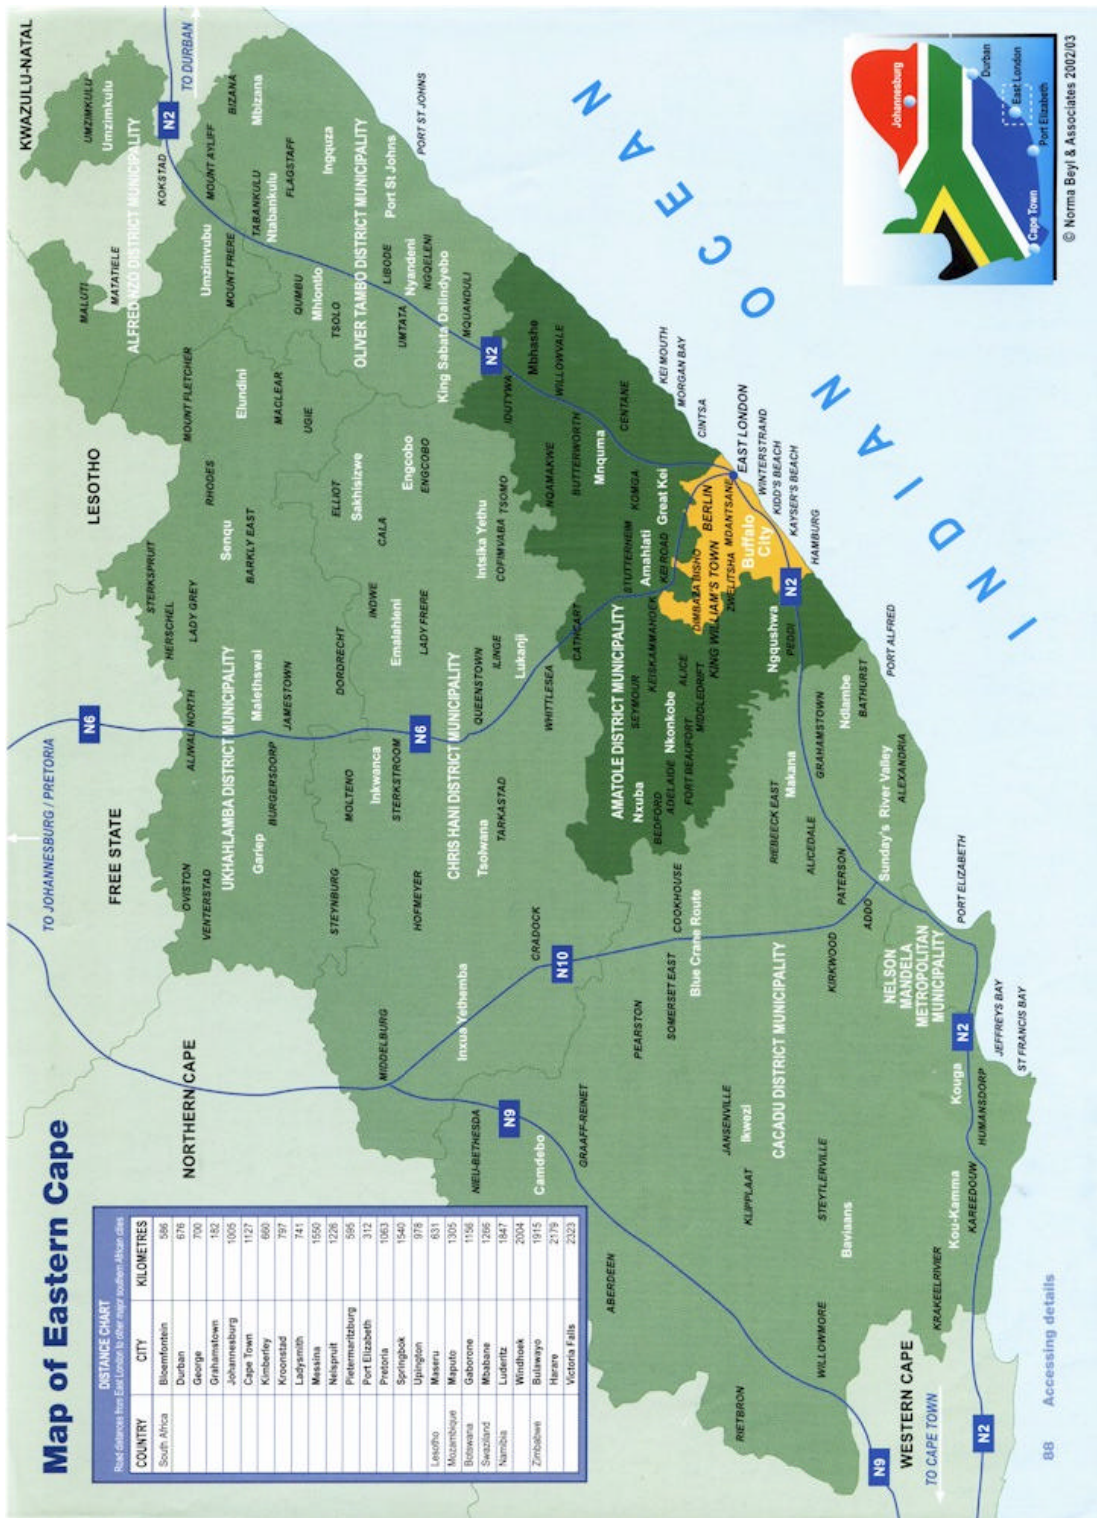 Map of Eastern Cape
DISTANCE CHART
Road distances from East London to other major southern African cities
COUNTRY CITY KILOMETRES
South Africa Bloemfontein 586
Durban 676
George 700
Grahamstown 182
Johannesburg 1005
Cape Town 1127
Kimberley 660
Kroonstad 797
Ladysmith 741
Messina 1550
Nelspruit 1226
Pietermaritzburg 595
Port Elizabeth 312
Pretoria 1063
Springbok 1540
Upington 978
Lesotho Maseru 631
Mozambique Maputo 1305
Botswana Gaborone 1156
Swaziland Mbabane 1266
Namibia Luderitz 1847
Windhoek 2004
Zimbabwe Bulawayo 1915
Harare 2179
Victoria Falls 2323
NORTHERN CAPE
FREE STATE
LESOTHO
KWAZULU-NATAL
WESTERN CAPE
TO JOHANNESBURG / PRETORIA
TO DURBAN
TO CAPE TOWN
N6
N2
N6
N2
N10
N9
N2
N2
N9
N2
UMZIMKULU
Umzimkulu
ALFRED NZO DISTRICT MUNICIPALITY
MALUTI
MATATIELE
KOKSTAD
BIZANA
Mbizana
MOUNT AYLIFF
Umzimvubu
MOUNT FRERE
TABANKULU
Ntabankulu
FLAGSTAFF
Ingquza
OLIVER TAMBO DISTRICT MUNICIPALITY
Port St Johns
PORT ST JOHNS
QUMBU
Mhlontlo
TSOLO
LIBODE
Nyandeni
NGQELENI
UMTATA
King Sabata Dalindyebo
MQUANDULI
MOUNT FLETCHER
Elundini
MACLEAR
UGIE
RHODES
STERKSPRUIT
HERSCHEL
LADY GREY
Senqu
BARKLY EAST
UKHAHLAMBA DISTRICT MUNICIPALITY
ALIWAL NORTH
Malethswai
JAMESTOWN
BURGERSDORP
Gariep
OVISTON
VENTERSTAD
STEYNBURG
ELLIOT
Sakhisizwe
CALA
Engcobo
ENGCOBO
INDWE
DORDRECHT
Emalahleni
LADY FRERE
Intsika Yethu
COFIMVABA
TSOMO
MOLTENO
Inkwanca
STERKSTROOM
CHRIS HANI DISTRICT MUNICIPALITY
QUEENSTOWN
ILINGE
Lukanji
WHITTLESEA
Tsolwana
TARKASTAD
HOFMEYER
CRADOCK
Inxua Yethemba
MIDDELBURG
IDUTYWA
Mbhashe
WILLOWVALE
NQAMAKWE
BUTTERWORTH
Mnquma
CENTANE
KEI MOUTH
MORGAN BAY
CINTSA
KOMGA
Great Kei
STUTTERHEIM
Amahlati
KEI ROAD
CATHCART
AMATOLE DISTRICT MUNICIPALITY
SEYMOUR
KEISKAMMAHOEK
Nkonkobe
ALICE
MIDDLEDRIFT
FORT BEAUFORT
ADELAIDE
BEDFORD
Nxuba
DIMBAZA
BISHO
KING WILLIAM'S TOWN
BERLIN
ZWELITSHA
MDANTSANE
Buffalo
City
EAST LONDON
WINTERSTRAND
KIDD'S BEACH
KAYSER'S BEACH
HAMBURG
Ngqushwa
PEDDI
PORT ALFRED
BATHURST
Ndlambe
GRAHAMSTOWN
Makana
RIEBEECK EAST
ALICEDALE
ALEXANDRIA
Sunday's River Valley
PATERSON
ADDO
KIRKWOOD
COOKHOUSE
Blue Crane Route
SOMERSET EAST
PEARSTON
CACADU DISTRICT MUNICIPALITY
NELSON
MANDELA
METROPOLITAN
MUNICIPALITY
PORT ELIZABETH
JEFFREYS BAY
ST FRANCIS BAY
Kouga
HUMANSDORP
NIEU-BETHESDA
Camdebo
GRAAFF-REINET
JANSENVILLE
Ikwezi
KLIPPLAAT
STEYTLERVILLE
Baviaans
ABERDEEN
WILLOWMORE
RIETBRON
Kou-Kamma
KAREEDOUW
KRAKEELRIVIER
INDIAN OCEAN
Johannesburg
Durban
East London
Port Elizabeth
Cape Town
© Norma Beyl & Associates 2002/03
88 Accessing details